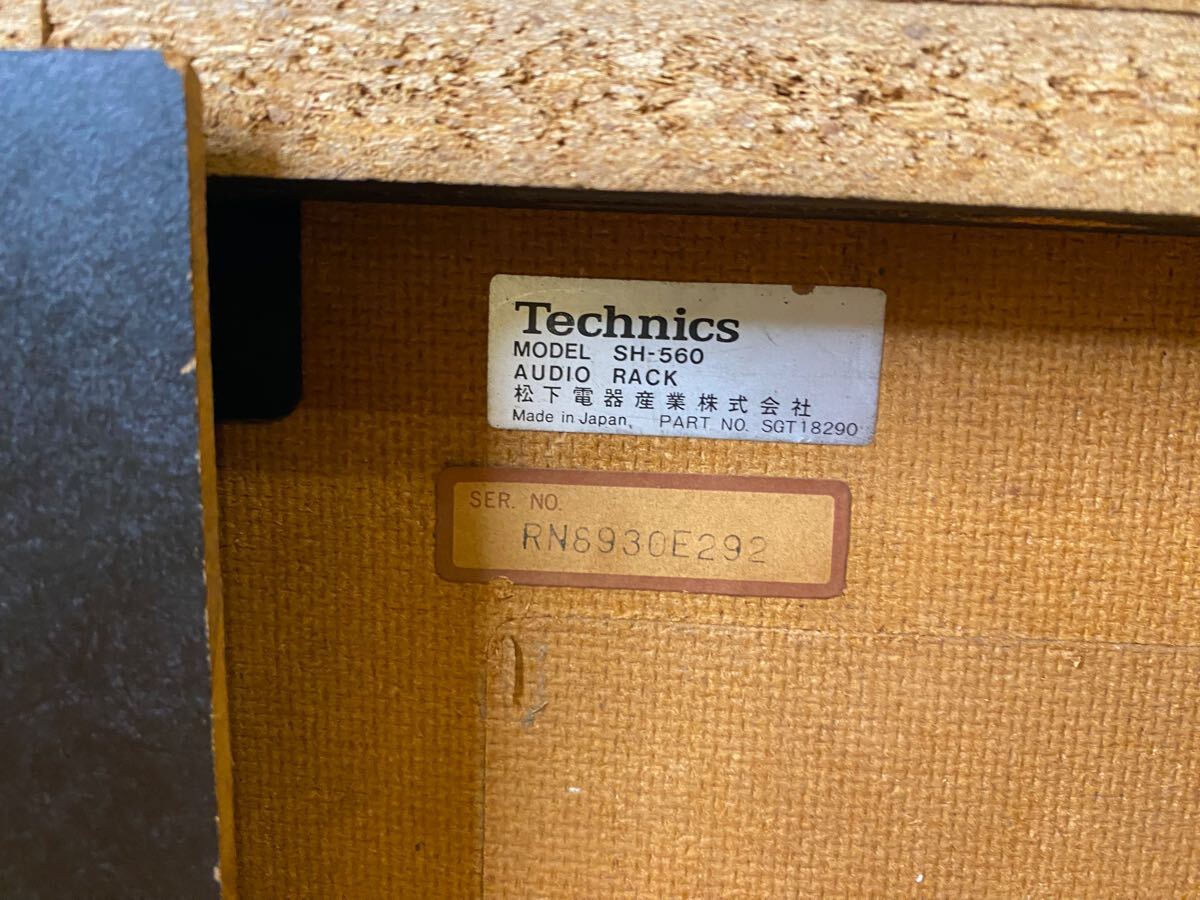 Technics
MODEL SH-560
AUDIO RACK
松下電器産業株式会社
Made in Japan, PART NO. SGT18290
SER. NO.
RN6930E292